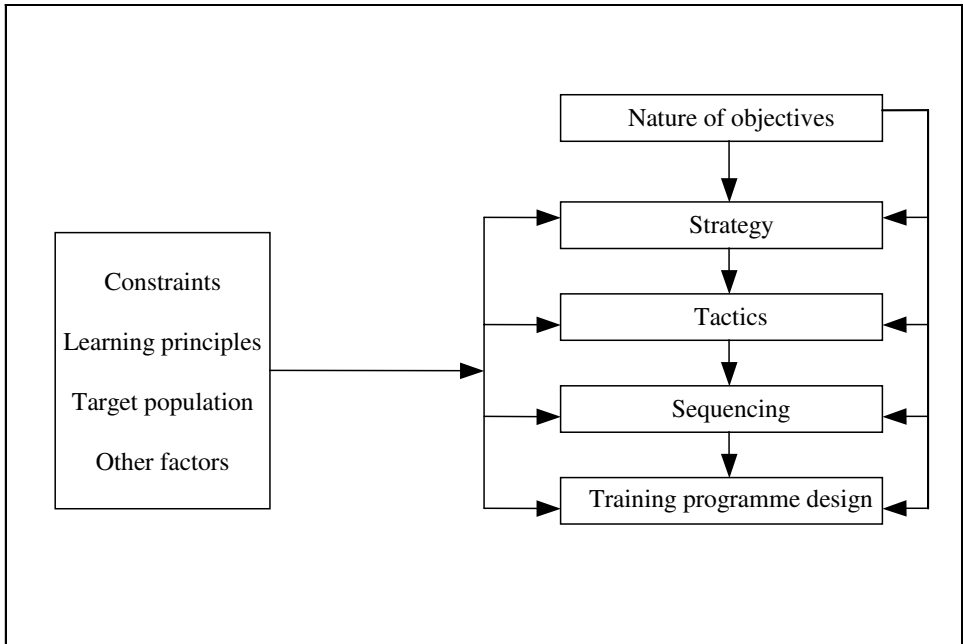 Nature of objectives
Strategy
Tactics
Sequencing
Training programme design
Constraints
Learning principles
Target population
Other factors